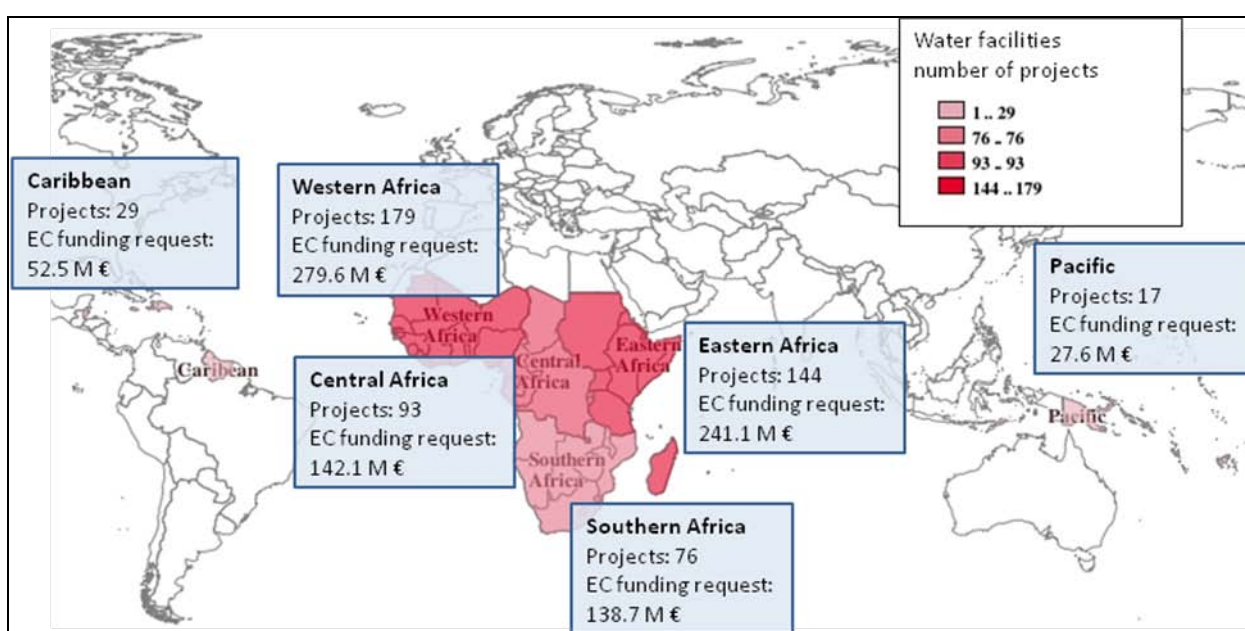 Water facilities
number of projects
1 .. 29
76 .. 76
93 .. 93
144 .. 179
Caribbean
Projects: 29
EC funding request:
52.5 M €
Western Africa
Projects: 179
EC funding request:
279.6 M €
Pacific
Projects: 17
EC funding request:
27.6 M €
Western
Africa
Eastern
Africa
Central
Africa
Caribean
Eastern Africa
Projects: 144
EC funding request:
241.1 M €
Central Africa
Projects: 93
EC funding request:
142.1 M €
Pacific
Southern
Africa
Southern Africa
Projects: 76
EC funding request:
138.7 M €